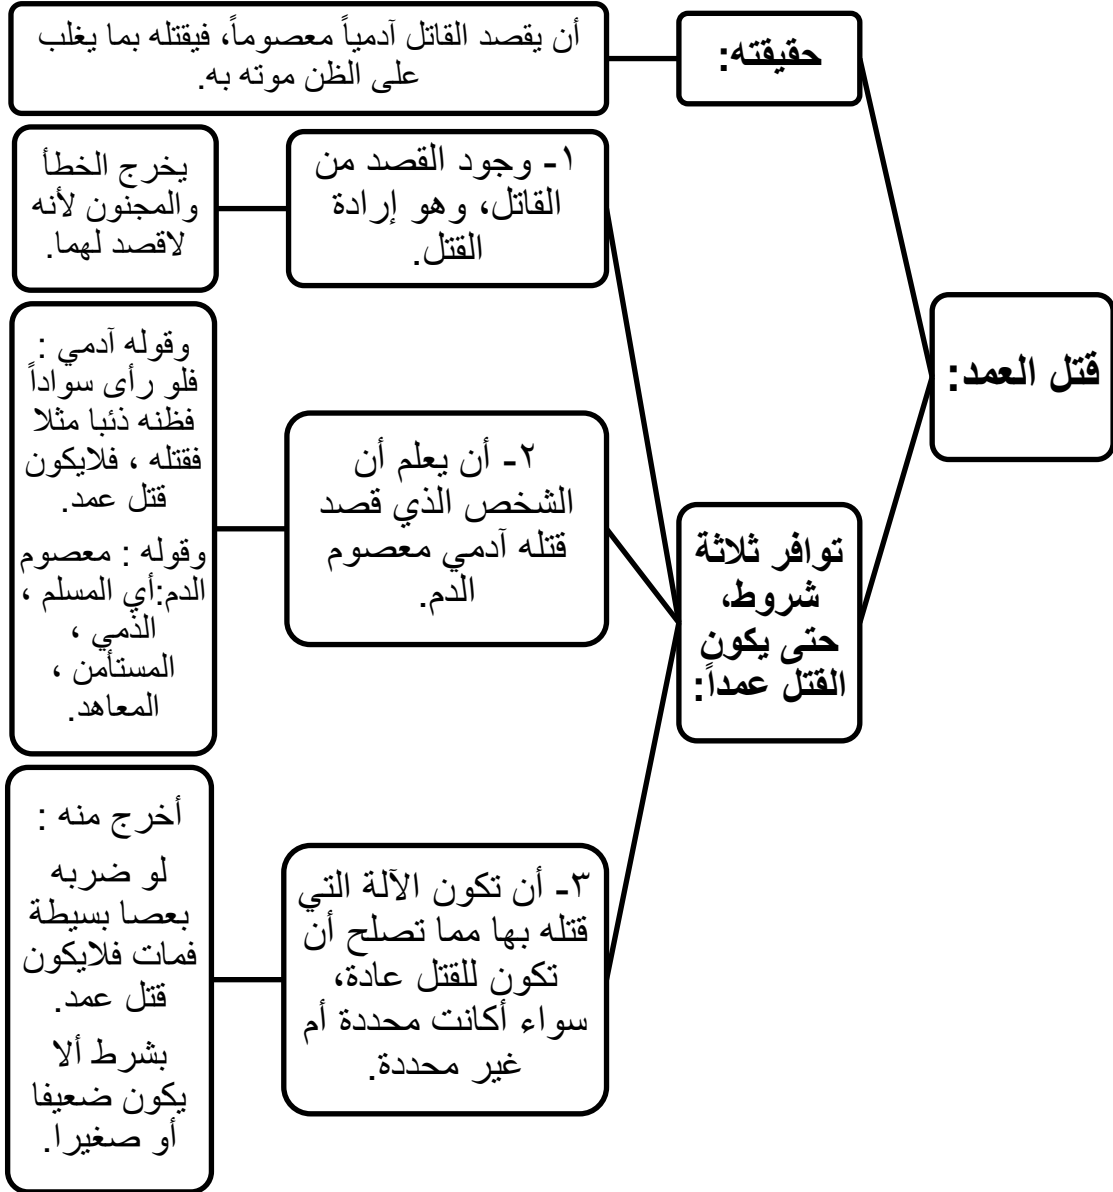 قتل العمد:
حقيقته:
أن يقصد القاتل آدمياً معصوماً، فيقتله بما يغلب
على الظن موته به.
توافر ثلاثة
شروط،
حتى يكون
القتل عمداً:
١- وجود القصد من
القاتل، وهو إرادة
القتل.
يخرج الخطأ
والمجنون لأنه
لاقصد لهما.
٢- أن يعلم أن
الشخص الذي قصد
قتله آدمي معصوم
الدم.
وقوله آدمي :
فلو رأى سواداً
فظنه ذئبا مثلا
فقتله ، فلايكون
قتل عمد.
وقوله : معصوم
الدم:أي المسلم ،
الذمي ،
المستأمن ،
المعاهد.
٣- أن تكون الآلة التي
قتله بها مما تصلح أن
تكون للقتل عادة،
سواء أكانت محددة أم
غير محددة.
أخرج منه :
لو ضربه
بعصا بسيطة
فمات فلايكون
قتل عمد.
بشرط ألا
يكون ضعيفا
أو صغيرا.